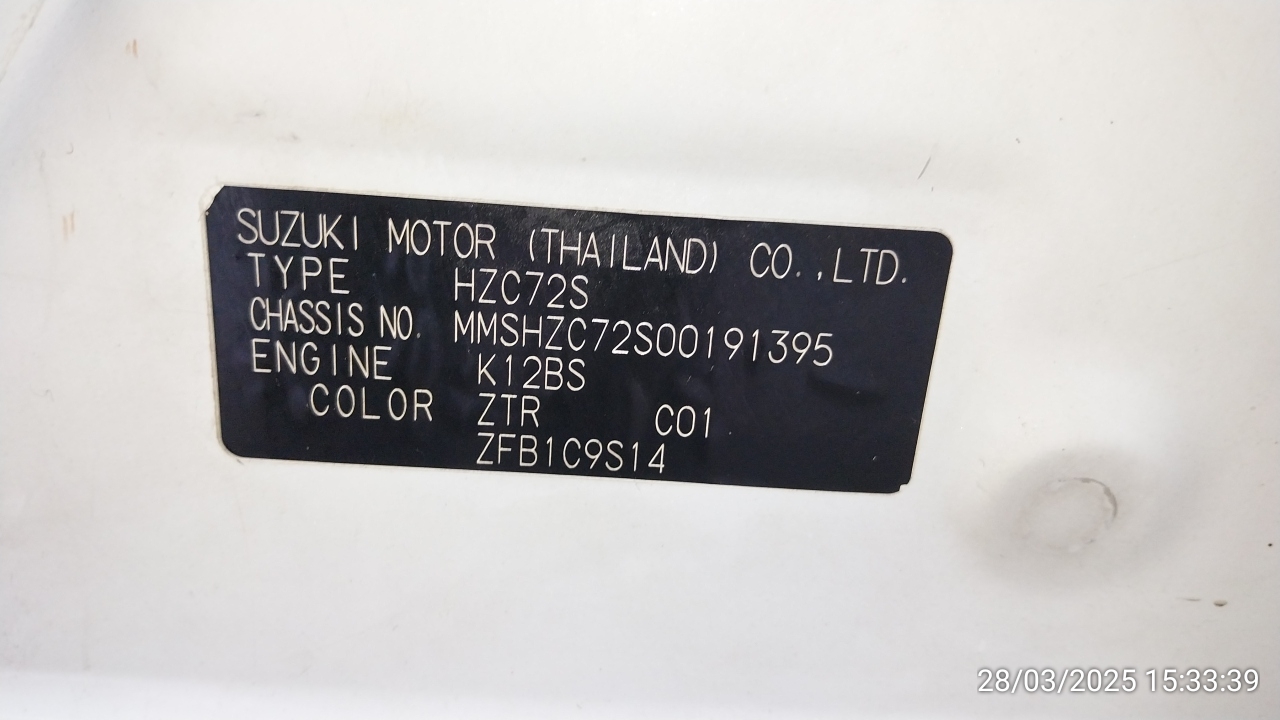 SUZUKI MOTOR (THAILAND) CO.,LTD.
TYPE HZC72S
CHASSIS NO. MMSHZC72S00191395
ENGINE K12BS
COLOR ZTR C01
ZFB1C9S14
28/03/2025 15:33:39